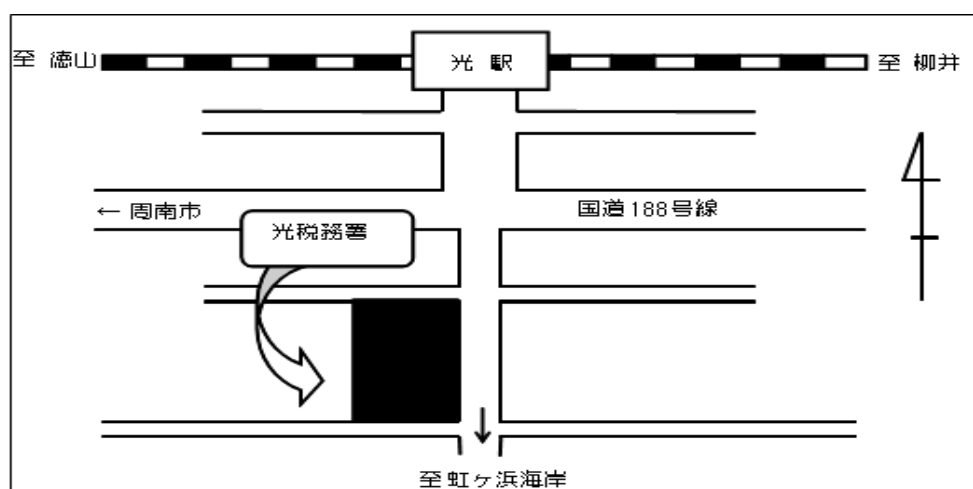 至 徳山
光 駅
至 柳井
← 周南市
国道188号線
光税務署
至虹ヶ浜海岸